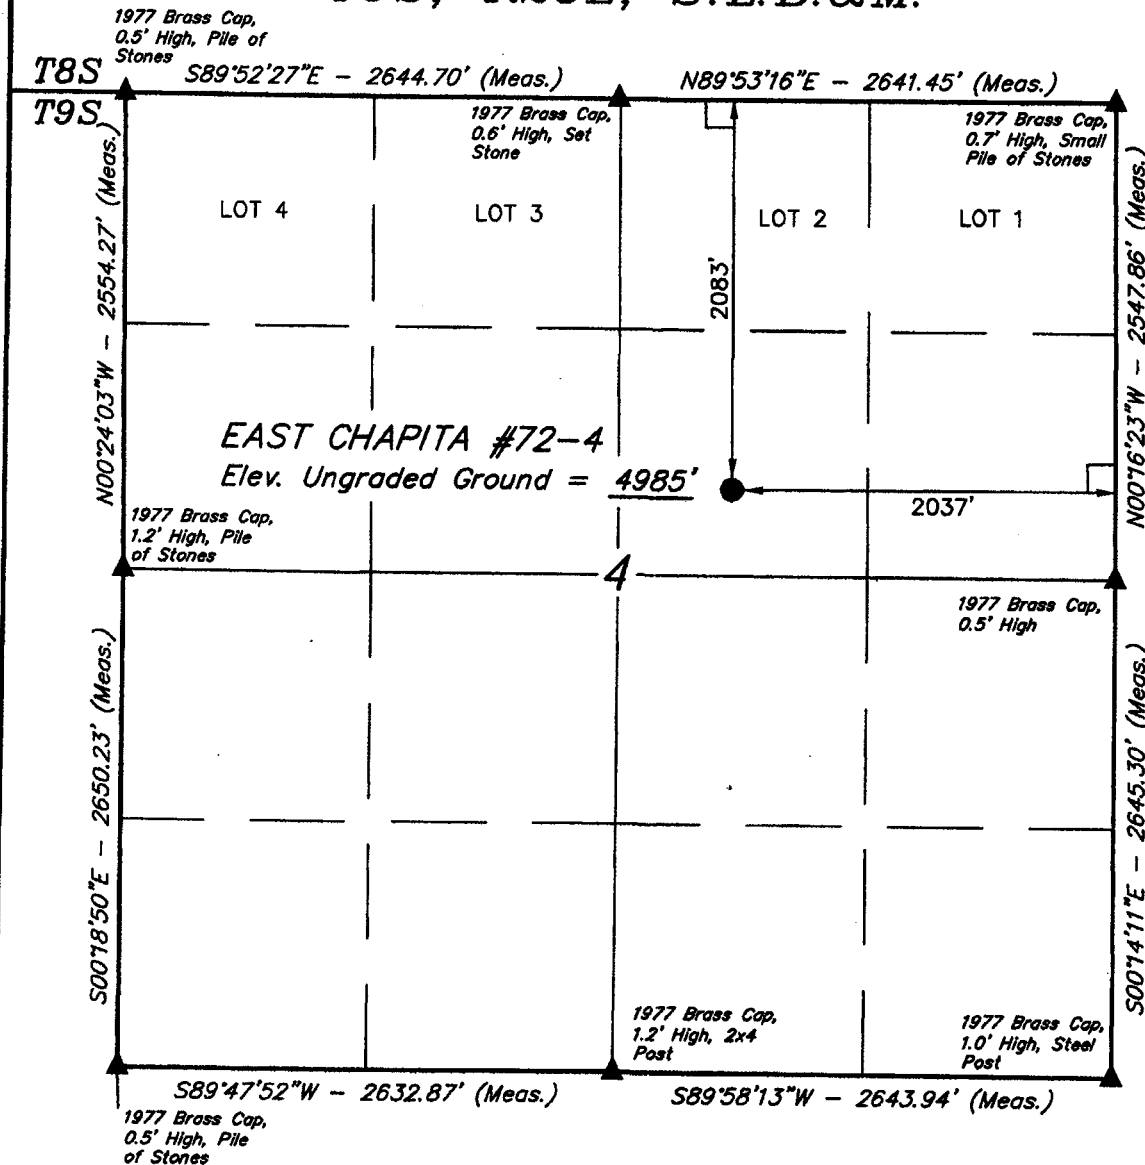 S.L.B.&M.
1977 Brass Cap,
0.5' High, Pile of
Stones
T8S
S89°52'27"E - 2644.70' (Meas.)
N89°53'16"E - 2641.45' (Meas.)
T9S
1977 Brass Cap,
0.6' High, Set
Stone
1977 Brass Cap,
0.7' High, Small
Pile of Stones
LOT 4
LOT 3
LOT 2
LOT 1
N00°24'03"W - 2554.27' (Meas.)
2083'
N00°16'23"W - 2547.86' (Meas.)
EAST CHAPITA #72-4
Elev. Ungraded Ground = 4985'
2037'
1977 Brass Cap,
1.2' High, Pile
of Stones
4
1977 Brass Cap,
0.5' High
S00°18'50"E - 2650.23' (Meas.)
S00°14'11"E - 2645.30' (Meas.)
1977 Brass Cap,
1.2' High, 2x4
Post
1977 Brass Cap,
1.0' High, Steel
Post
S89°47'52"W - 2632.87' (Meas.)
S89°58'13"W - 2643.94' (Meas.)
1977 Brass Cap,
0.5' High, Pile
of Stones